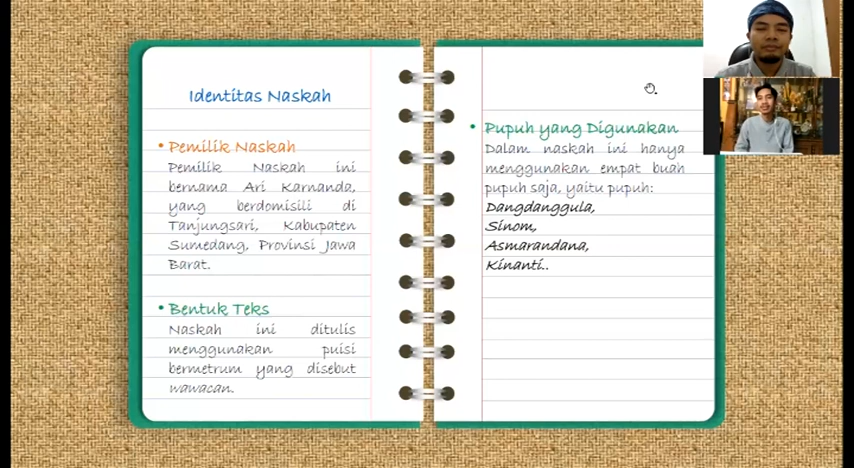 Identitas Naskah
• Pemilik Naskah
Pemilik Naskah ini
bernama Ari Karnanda,
yang berdomisili di
Tanjungsari, Kabupaten
Sumedang, Provinsi Jawa
Barat.
• Bentuk Teks
Naskah ini ditulis
menggunakan puisi
bermetrum yang disebut
wawacan.
• Pupuh yang Digunakan
Dalam naskah ini hanya
menggunakan empat buah
pupuh saja, yaitu pupuh:
Dangdanggula,
Sinom,
Asmarandana,
Kinanti..